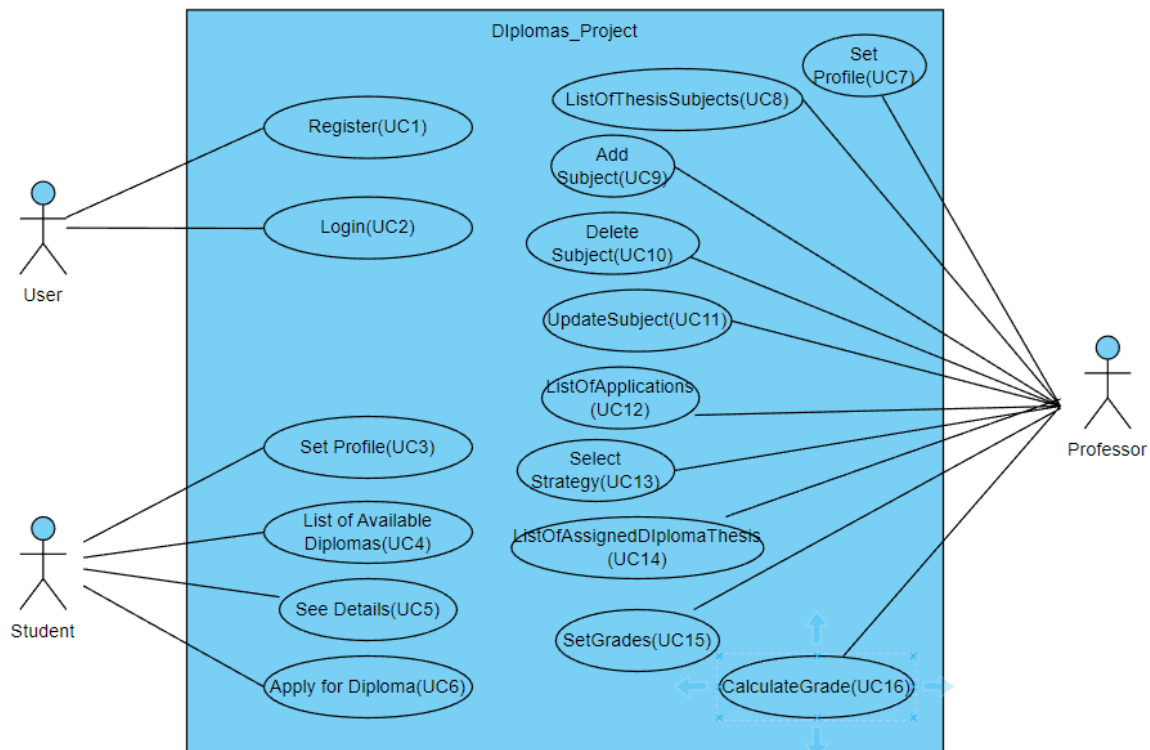 DIplomas_Project
Set
Profile(UC7)
ListOfThesisSubjects(UC8)
Register(UC1)
Add
Subject(UC9)
Login(UC2)
Delete
Subject(UC10)
User
UpdateSubject(UC11)
ListOfApplications
(UC12)
Professor
Set Profile(UC3)
Select
Strategy(UC13)
List of Available
Diplomas(UC4)
ListOfAssignedDIplomaThesis
(UC14)
See Details(UC5)
Student
SetGrades(UC15)
Apply for Diploma(UC6)
CalculateGrade(UC16)